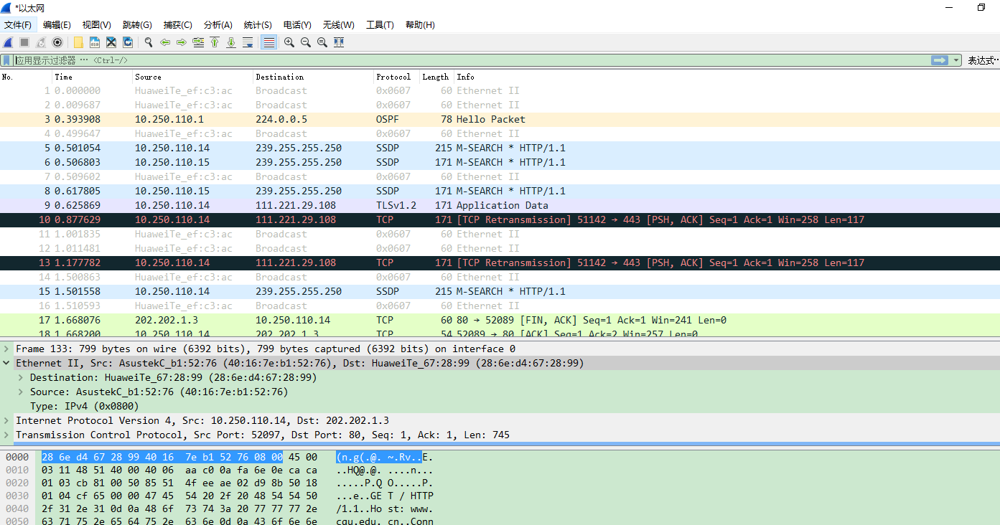 *以太网
文件(F) 编辑(E) 视图(V) 跳转(G) 捕获(C) 分析(A) 统计(S) 电话(Y) 无线(W) 工具(T) 帮助(H)
应用显示过滤器 … <Ctrl-/> 表达式…
No. Time Source Destination Protocol Length Info
1 0.000000 HuaweiTe_ef:c3:ac Broadcast 0x0607 60 Ethernet II
2 0.009687 HuaweiTe_ef:c3:ac Broadcast 0x0607 60 Ethernet II
3 0.393908 10.250.110.1 224.0.0.5 OSPF 78 Hello Packet
4 0.499647 HuaweiTe_ef:c3:ac Broadcast 0x0607 60 Ethernet II
5 0.501054 10.250.110.14 239.255.255.250 SSDP 215 M-SEARCH * HTTP/1.1
6 0.506803 10.250.110.15 239.255.255.250 SSDP 171 M-SEARCH * HTTP/1.1
7 0.509602 HuaweiTe_ef:c3:ac Broadcast 0x0607 60 Ethernet II
8 0.617805 10.250.110.15 239.255.255.250 SSDP 171 M-SEARCH * HTTP/1.1
9 0.625869 10.250.110.14 111.221.29.108 TLSv1.2 171 Application Data
10 0.877629 10.250.110.14 111.221.29.108 TCP 171 [TCP Retransmission] 51142 → 443 [PSH, ACK] Seq=1 Ack=1 Win=258 Len=117
11 1.001835 HuaweiTe_ef:c3:ac Broadcast 0x0607 60 Ethernet II
12 1.011481 HuaweiTe_ef:c3:ac Broadcast 0x0607 60 Ethernet II
13 1.177782 10.250.110.14 111.221.29.108 TCP 171 [TCP Retransmission] 51142 → 443 [PSH, ACK] Seq=1 Ack=1 Win=258 Len=117
14 1.500863 HuaweiTe_ef:c3:ac Broadcast 0x0607 60 Ethernet II
15 1.501558 10.250.110.14 239.255.255.250 SSDP 215 M-SEARCH * HTTP/1.1
16 1.510593 HuaweiTe_ef:c3:ac Broadcast 0x0607 60 Ethernet II
17 1.668076 202.202.1.3 10.250.110.14 TCP 60 80 → 52089 [FIN, ACK] Seq=1 Ack=1 Win=241 Len=0
18 1.668200 10.250.110.14 202.202.1.3 TCP 54 52089 → 80 [ACK] Seq=1 Ack=2 Win=257 Len=0
Frame 133: 799 bytes on wire (6392 bits), 799 bytes captured (6392 bits) on interface 0
Ethernet II, Src: AsustekC_b1:52:76 (40:16:7e:b1:52:76), Dst: HuaweiTe_67:28:99 (28:6e:d4:67:28:99)
Destination: HuaweiTe_67:28:99 (28:6e:d4:67:28:99)
Source: AsustekC_b1:52:76 (40:16:7e:b1:52:76)
Type: IPv4 (0x0800)
Internet Protocol Version 4, Src: 10.250.110.14, Dst: 202.202.1.3
Transmission Control Protocol, Src Port: 52097, Dst Port: 80, Seq: 1, Ack: 1, Len: 745
0000 28 6e d4 67 28 99 40 16 7e b1 52 76 08 00 45 00 (n.g(.@. ~.Rv..E.
0010 03 11 48 51 40 00 40 06 aa c0 0a fa 6e 0e ca ca ..HQ@.@. ....n...
0020 01 03 cb 81 00 50 85 51 4f ee ae 02 d9 8b 50 18 .....P.Q O.....P.
0030 01 04 cf 65 00 00 47 45 54 20 2f 20 48 54 54 50 ...e..GE T / HTTP
0040 2f 31 2e 31 0d 0a 48 6f 73 74 3a 20 77 77 77 2e /1.1..Ho st: www.
0050 63 71 75 2e 65 64 75 2e 63 6e 0d 0a 43 6f 6e 6e cqu.edu. cn..Conn